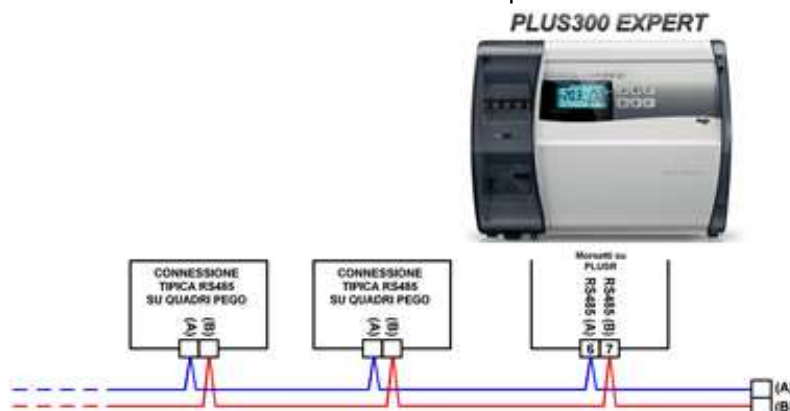 PLUS300 EXPERT
CONNESSIONE
TIPICA RS485
SU QUADRI PEGO
(A)
(B)
CONNESSIONE
TIPICA RS485
SU QUADRI PEGO
(A)
(B)
Morsetti su
PLUSR
RS485 (A)
RS485 (B)
6 7
(A)
(B)